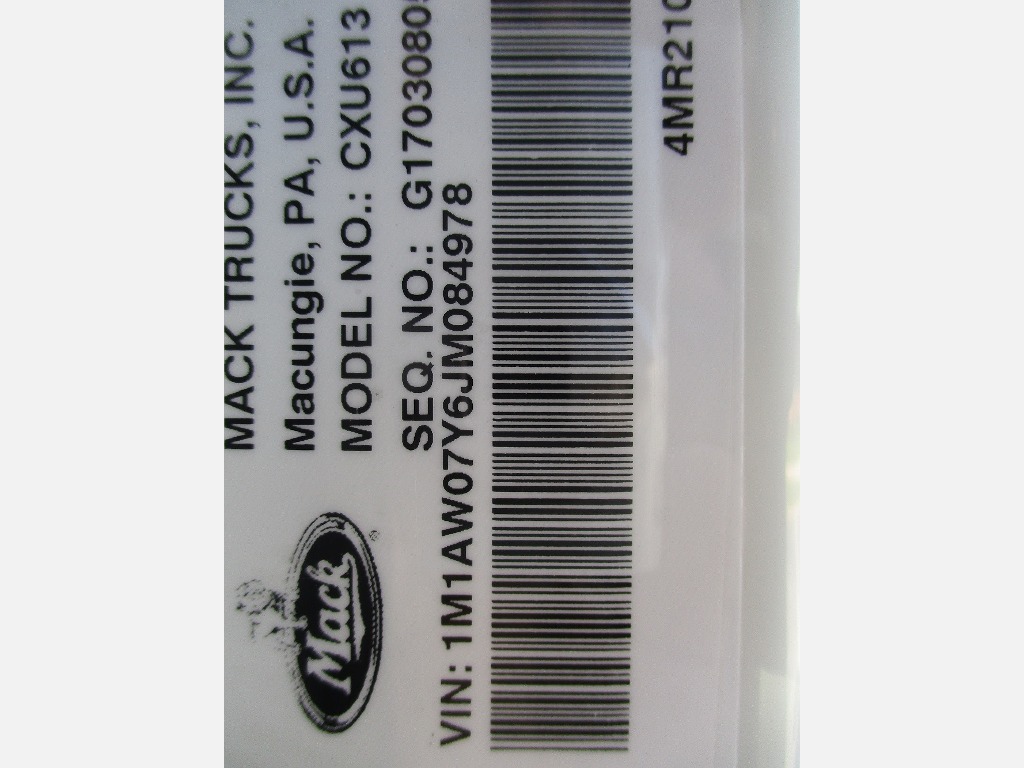 MACK TRUCKS, INC.
Macungie, PA, U.S.A.
MODEL NO.: CXU613
SEQ. NO.: G1703080
Mack
®
VIN: 1M1AW07Y6JM084978
4MR210